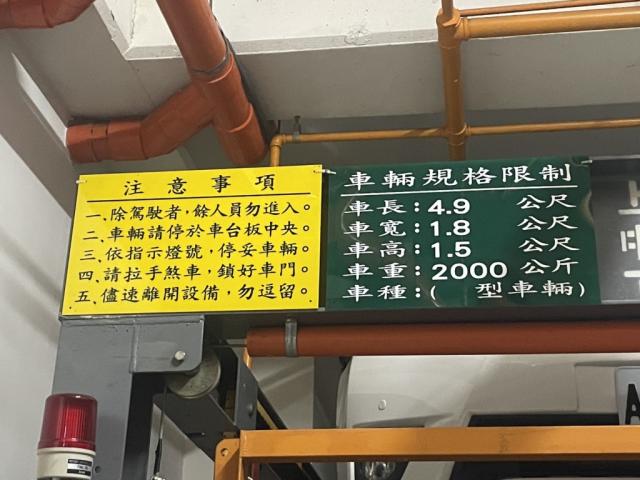 注意事項
一、除駕駛者，餘人員勿進入。
二、車輛請停於車台板中央。
三、依指示燈號，停妥車輛。
四、請拉手煞車，鎖好車門。
五、儘速離開設備，勿逗留。
車輛規格限制
車長：4.9 公尺
車寬：1.8 公尺
車高：1.5 公尺
車重：2000 公斤
車種：( 型車輛)